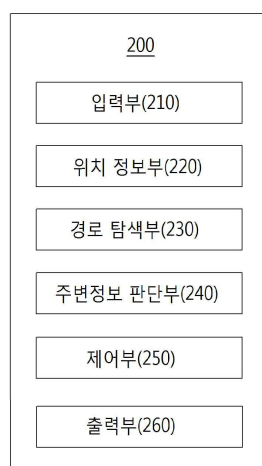 200
입력부(210)
위치 정보부(220)
경로 탐색부(230)
주변정보 판단부(240)
제어부(250)
출력부(260)